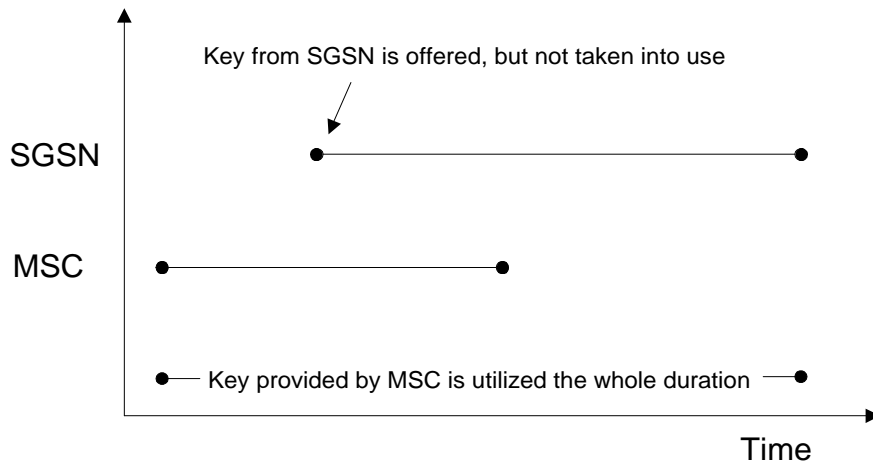 Key from SGSN is offered, but not taken into use
SGSN
MSC
Key provided by MSC is utilized the whole duration
Time